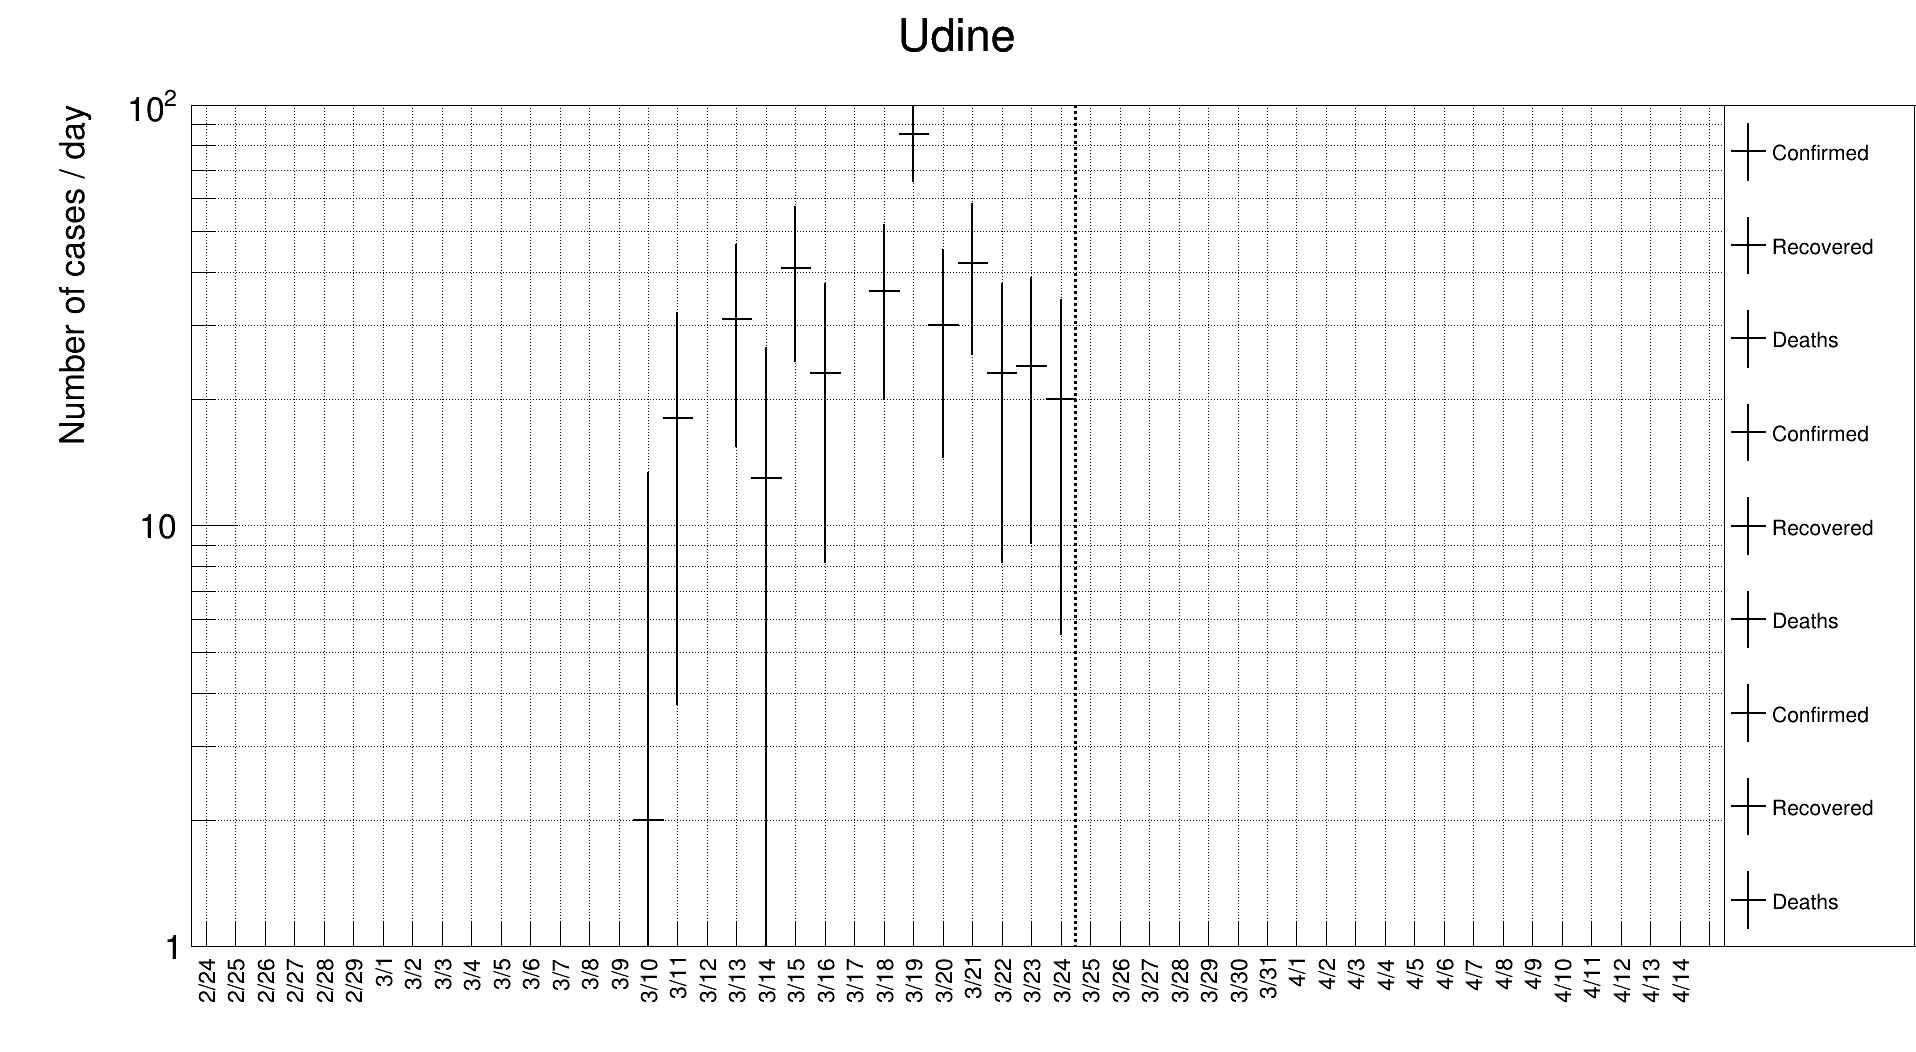 Udine
Number of cases / day
10²
10
1
2/24 2/25 2/26 2/27 2/28 2/29 3/1 3/2 3/3 3/4 3/5 3/6 3/7 3/8 3/9 3/10 3/11 3/12 3/13 3/14 3/15 3/16 3/17 3/18 3/19 3/20 3/21 3/22 3/23 3/24 3/25 3/26 3/27 3/28 3/29 3/30 3/31 4/1 4/2 4/3 4/4 4/5 4/6 4/7 4/8 4/9 4/10 4/11 4/12 4/13 4/14
Confirmed
Recovered
Deaths
Confirmed
Recovered
Deaths
Confirmed
Recovered
Deaths